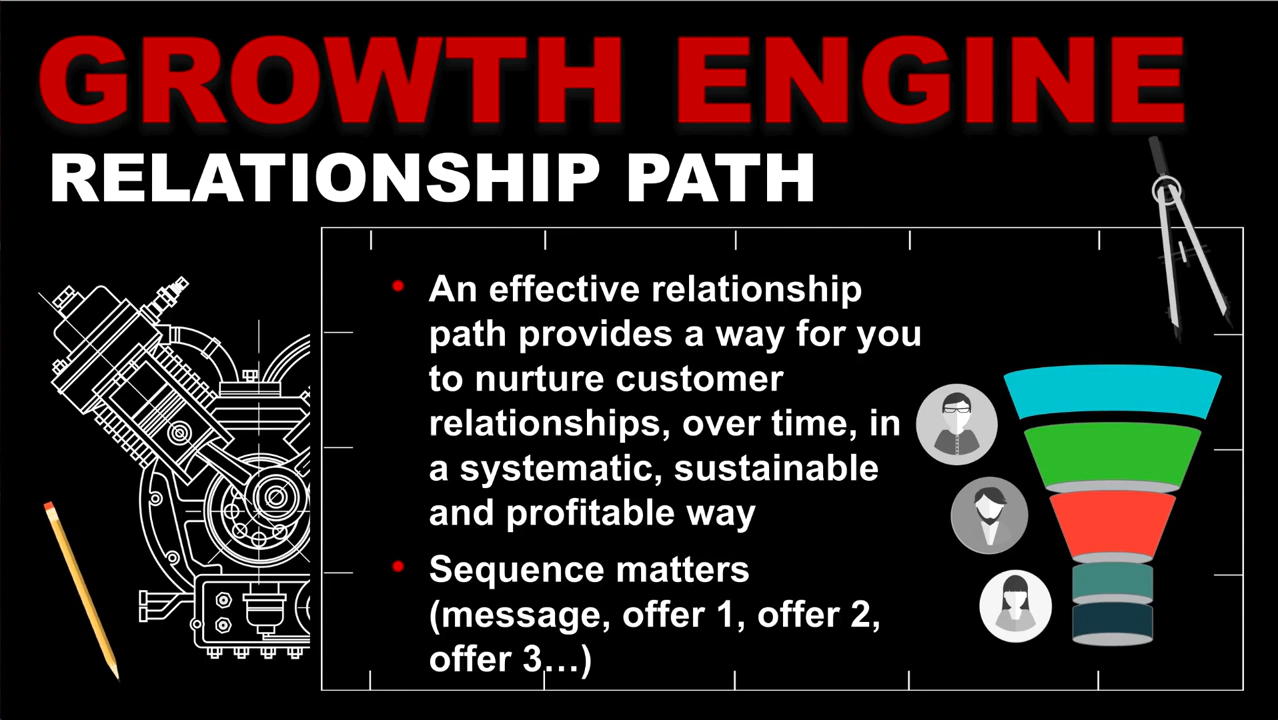 GROWTH ENGINE
RELATIONSHIP PATH
• An effective relationship
path provides a way for you
to nurture customer
relationships, over time, in
a systematic, sustainable
and profitable way
• Sequence matters
(message, offer 1, offer 2,
offer 3…)